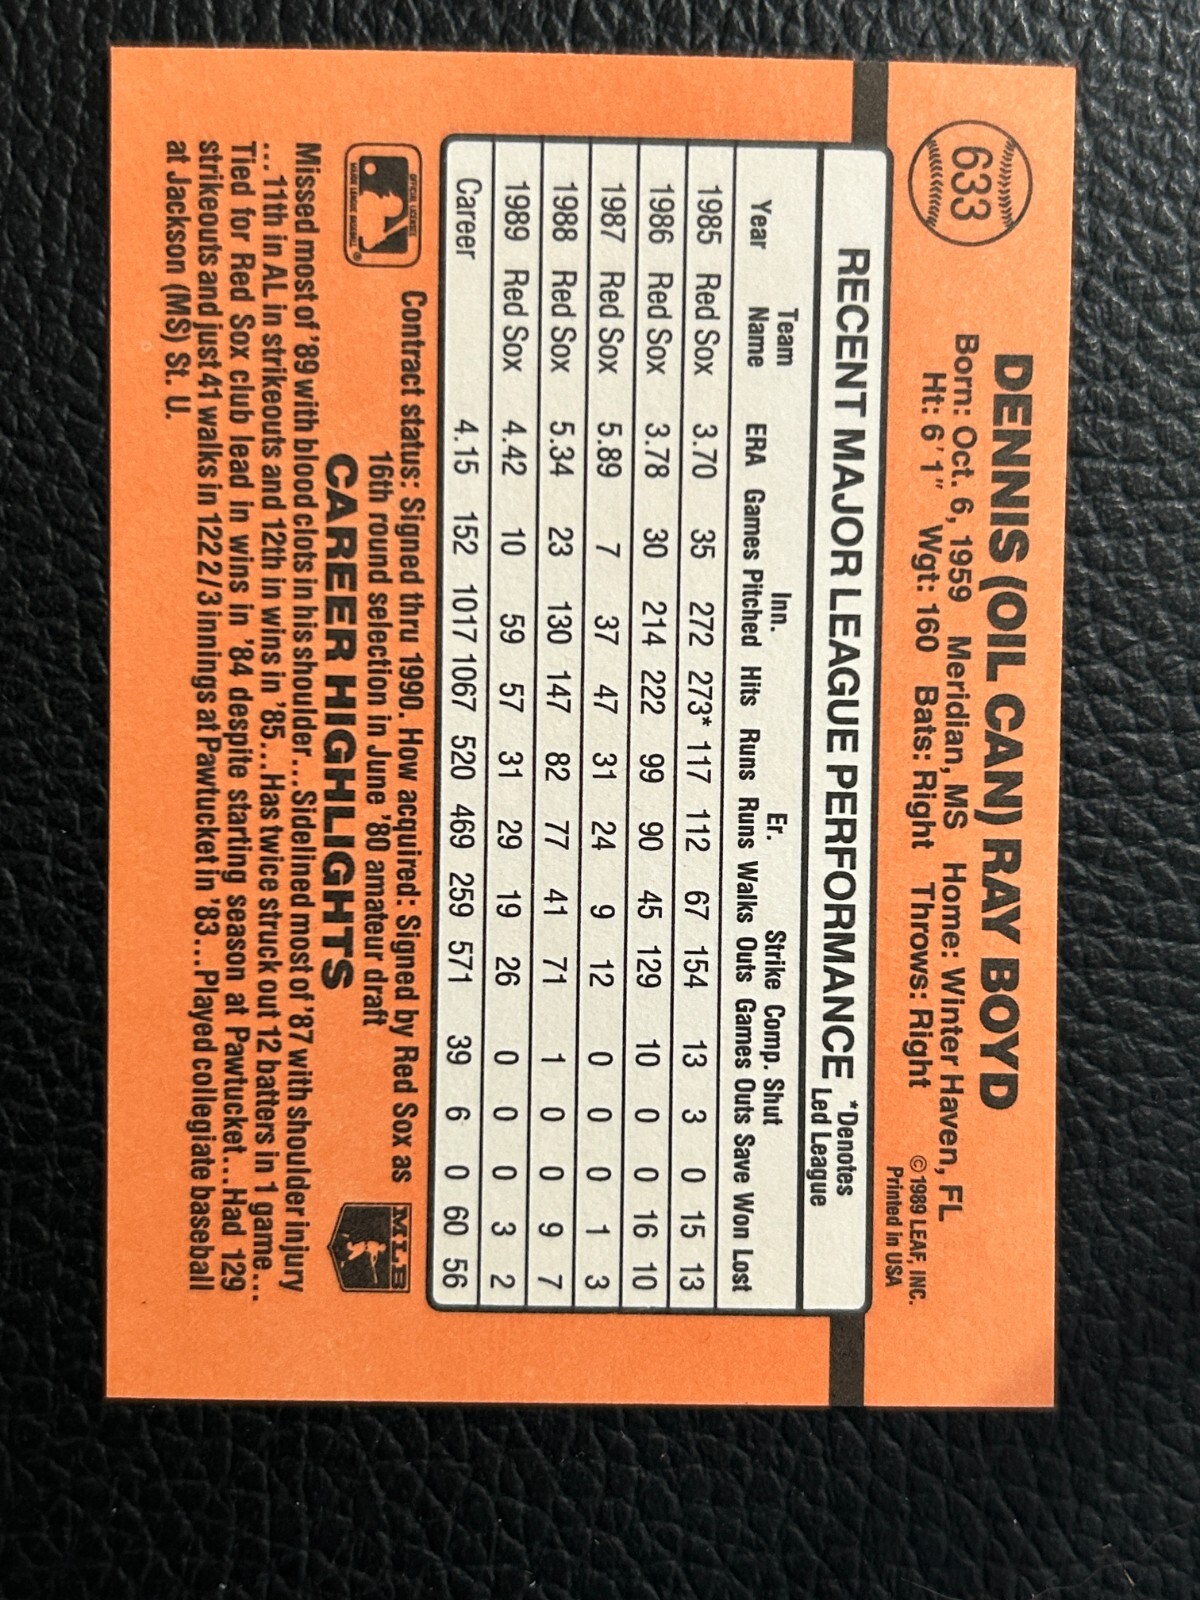 633
DENNIS (OIL CAN) RAY BOYD
Born: Oct. 6, 1959 Meridian, MS Home: Winter Haven, FL
Ht: 6'1" Wgt: 160 Bats: Right Throws: Right
© 1989 LEAF, INC.
Printed in USA
RECENT MAJOR LEAGUE PERFORMANCE
*Denotes
Led League
Team Inn. Er. Strike Comp. Shut
Year Name ERA Games Pitched Hits Runs Runs Walks Outs Games Outs Save Won Lost
1985 Red Sox 3.70 35 272 273* 117 112 67 154 13 3 0 15 13
1986 Red Sox 3.78 30 214 222 99 90 45 129 10 0 0 16 10
1987 Red Sox 5.89 7 37 47 31 24 9 12 0 0 0 1 3
1988 Red Sox 5.34 23 130 147 82 77 41 71 1 0 0 9 7
1989 Red Sox 4.42 10 59 57 31 29 19 26 0 0 0 3 2
Career 4.15 152 1017 1067 520 469 259 571 39 6 0 60 56
OFFICIAL LICENSEE
MAJOR LEAGUE BASEBALL
®
Contract status: Signed thru 1990. How acquired: Signed by Red Sox as
16th round selection in June '80 amateur draft
MLB
CAREER HIGHLIGHTS
Missed most of '89 with blood clots in his shoulder...Sidelined most of '87 with shoulder injury
...11th in AL in strikeouts and 12th in wins in '85...Has twice struck out 12 batters in 1 game...
Tied for Red Sox club lead in wins in '84 despite starting season at Pawtucket...Had 129
strikeouts and just 41 walks in 122 2/3 innings at Pawtucket in '83...Played collegiate baseball
at Jackson (MS) St. U.